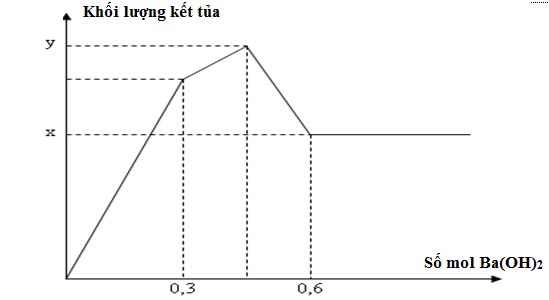 Khối lượng kết tủa
y
x
Số mol Ba(OH)2
0,3
0,6